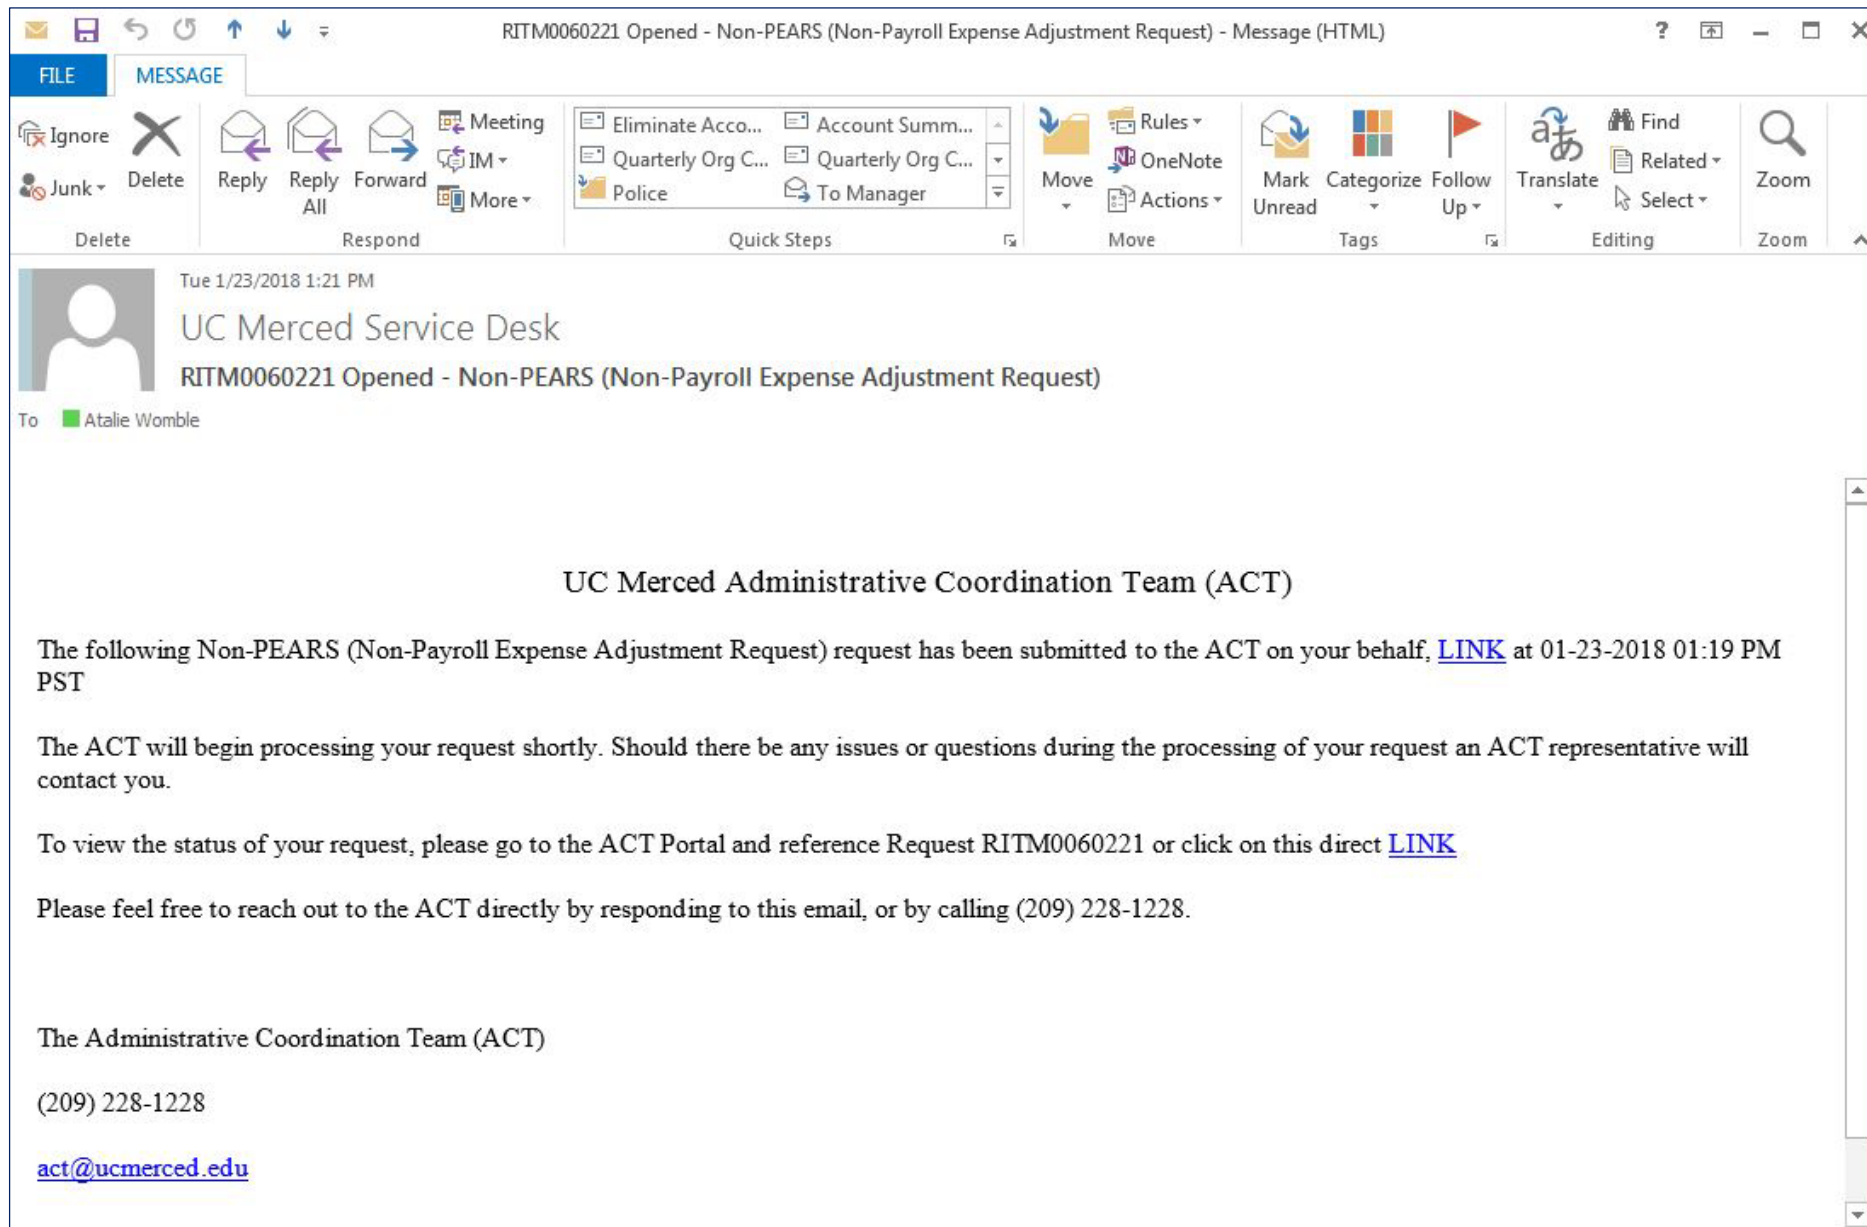 RITM0060221 Opened - Non-PEARS (Non-Payroll Expense Adjustment Request) - Message (HTML)
FILE MESSAGE
Ignore
Junk
Delete
Reply
Reply All
Forward
Meeting
IM
More
Eliminate Acco... Account Summ...
Quarterly Org C... Quarterly Org C...
Police To Manager
Move
Rules
OneNote
Actions
Mark Unread
Categorize
Follow Up
Translate
Find
Related
Select
Zoom
Delete Respond Quick Steps Move Tags Editing Zoom
Tue 1/23/2018 1:21 PM
UC Merced Service Desk
RITM0060221 Opened - Non-PEARS (Non-Payroll Expense Adjustment Request)
To Atalie Womble
UC Merced Administrative Coordination Team (ACT)
The following Non-PEARS (Non-Payroll Expense Adjustment Request) request has been submitted to the ACT on your behalf, LINK at 01-23-2018 01:19 PM
PST
The ACT will begin processing your request shortly. Should there be any issues or questions during the processing of your request an ACT representative will
contact you.
To view the status of your request, please go to the ACT Portal and reference Request RITM0060221 or click on this direct LINK
Please feel free to reach out to the ACT directly by responding to this email, or by calling (209) 228-1228.
The Administrative Coordination Team (ACT)
(209) 228-1228
act@ucmerced.edu